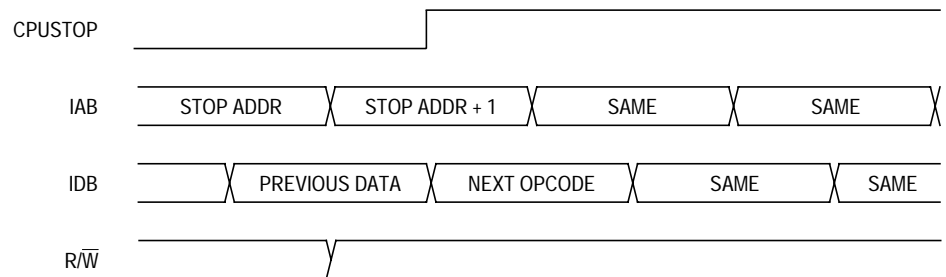 CPUSTOP
IAB STOP ADDR STOP ADDR + 1 SAME SAME
IDB PREVIOUS DATA NEXT OPCODE SAME SAME
R/W̅